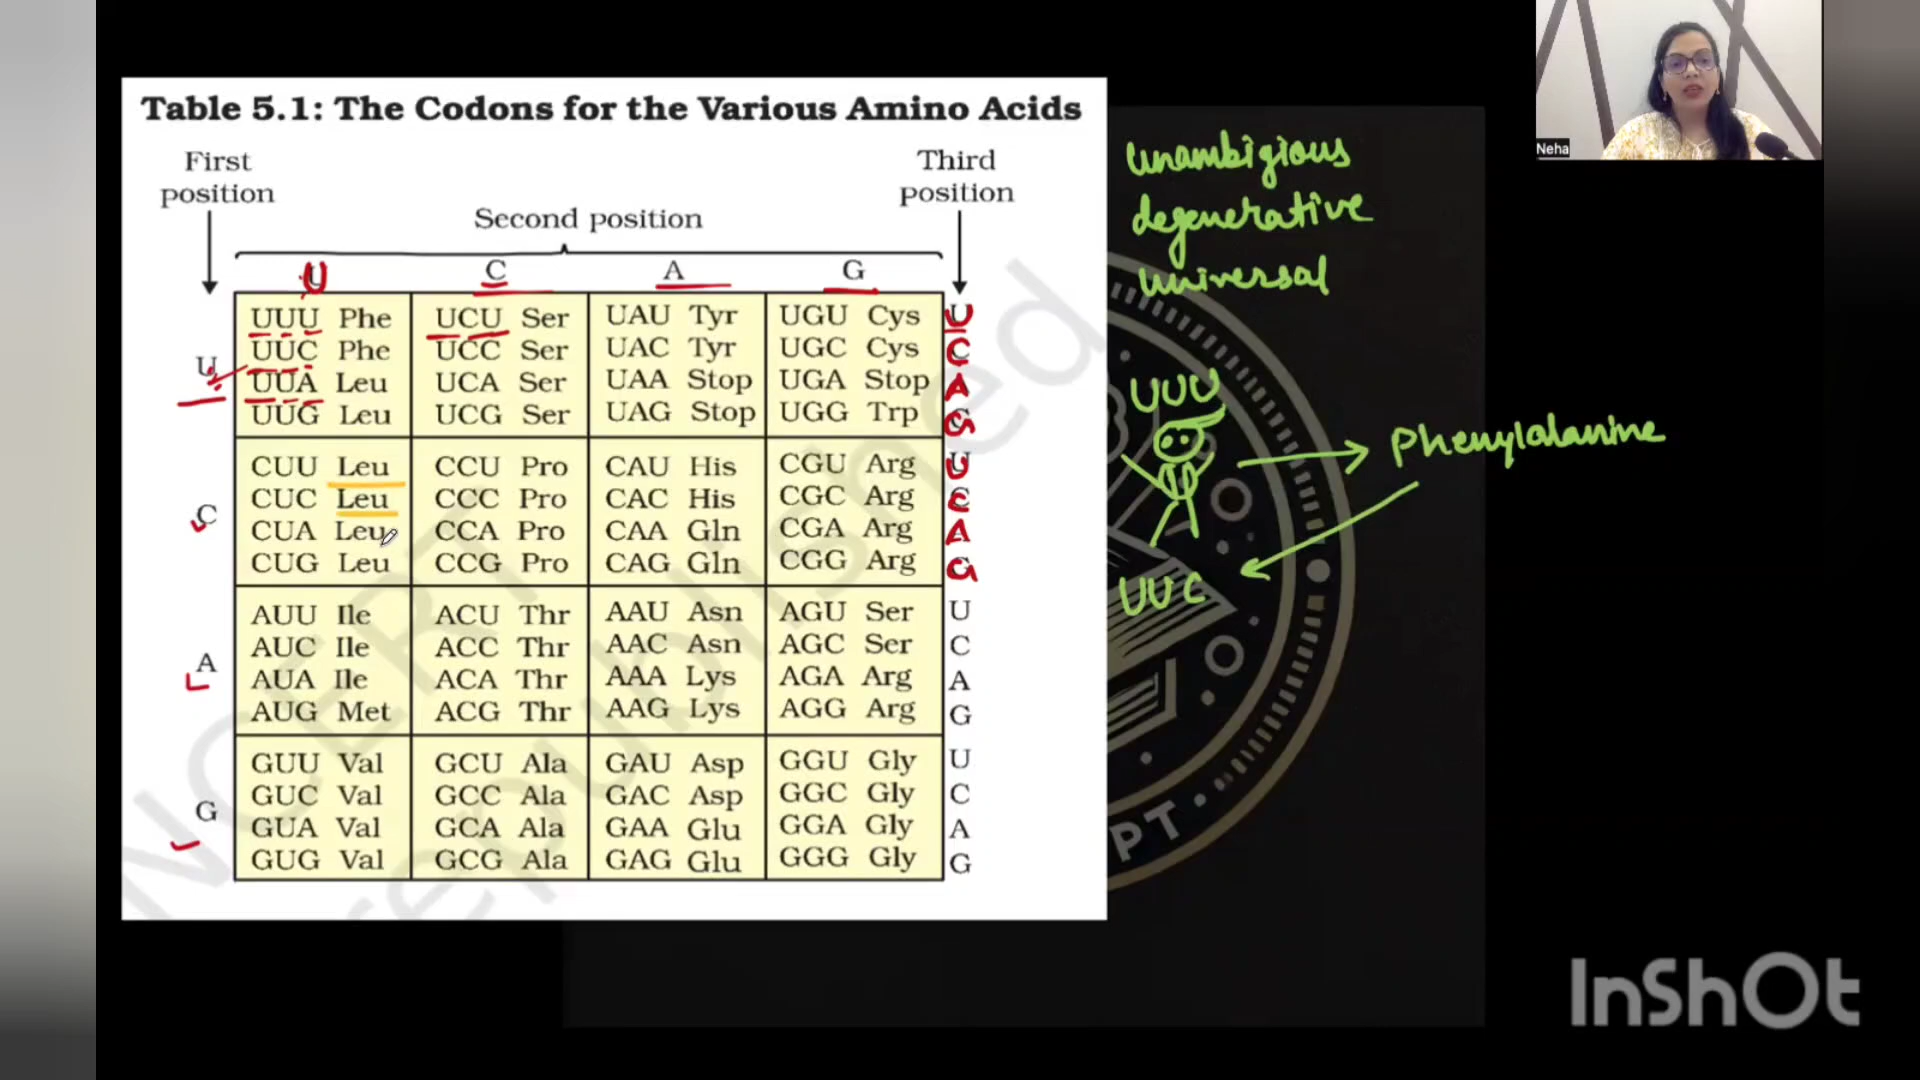 Table 5.1: The Codons for the Various Amino Acids
First position
Third position
Second position
U C A G
U
UUU Phe UCU Ser UAU Tyr UGU Cys U
UUC Phe UCC Ser UAC Tyr UGC Cys C
UUA Leu UCA Ser UAA Stop UGA Stop A
UUG Leu UCG Ser UAG Stop UGG Trp G
C
CUU Leu CCU Pro CAU His CGU Arg U
CUC Leu CCC Pro CAC His CGC Arg C
CUA Leu CCA Pro CAA Gln CGA Arg A
CUG Leu CCG Pro CAG Gln CGG Arg G
A
AUU Ile ACU Thr AAU Asn AGU Ser U
AUC Ile ACC Thr AAC Asn AGC Ser C
AUA Ile ACA Thr AAA Lys AGA Arg A
AUG Met ACG Thr AAG Lys AGG Arg G
G
GUU Val GCU Ala GAU Asp GGU Gly U
GUC Val GCC Ala GAC Asp GGC Gly C
GUA Val GCA Ala GAA Glu GGA Gly A
GUG Val GCG Ala GAG Glu GGG Gly G
NCERT
republished
unambigious
degenerative
universal
UUU
Phenylalanine
UUC
PT
Neha
InShOt